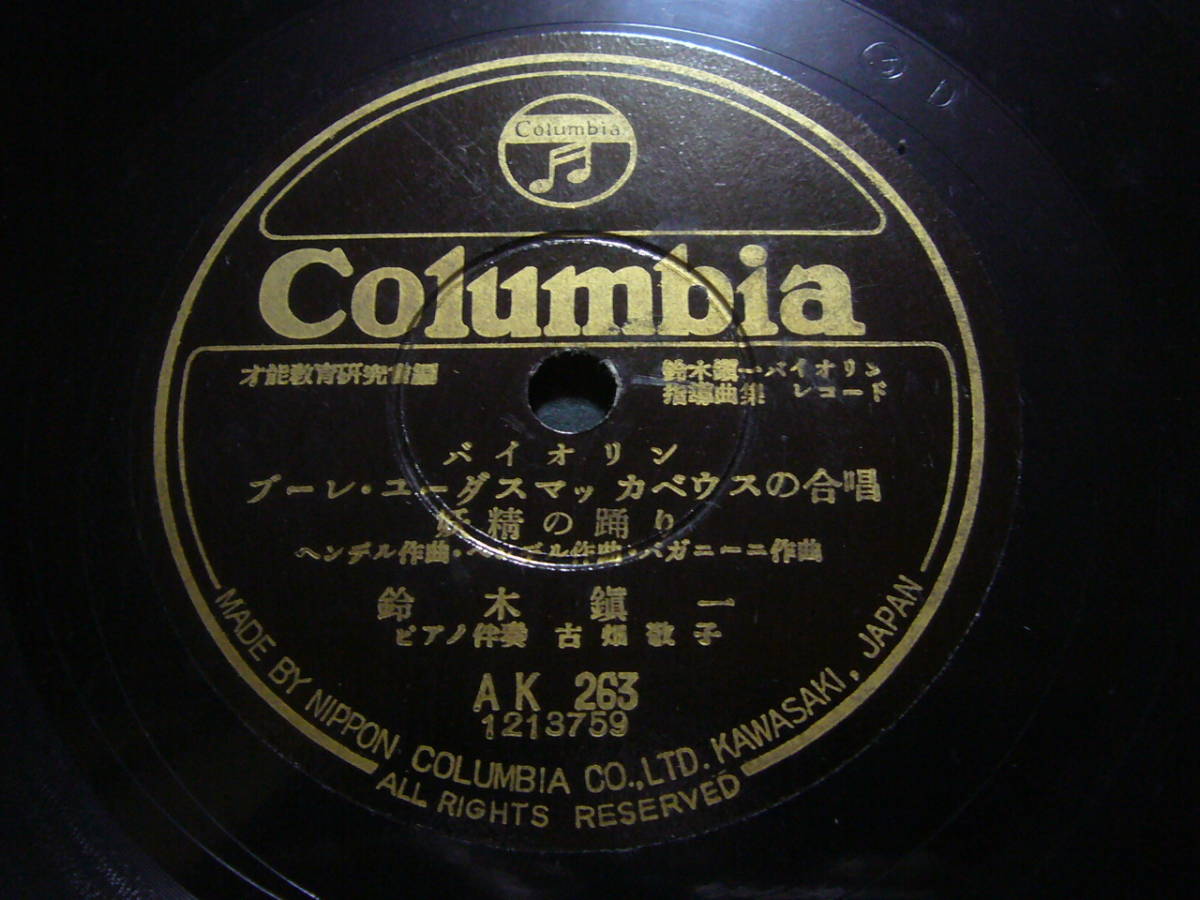 Columbia
Columbia
才能教育研究会編
鈴木鎭一バイオリン
指導曲集 レコード
バイオリン
ブーレ・ユーダスマッカベウスの合唱
妖精の踊り
ヘンデル作曲・ヘンデル作曲・パガニーニ作曲
鈴木鎭一
ピアノ伴奏 古畑敬子
AK 263
1213759
MADE BY NIPPON COLUMBIA CO.,LTD. KAWASAKI, JAPAN
ALL RIGHTS RESERVED
D